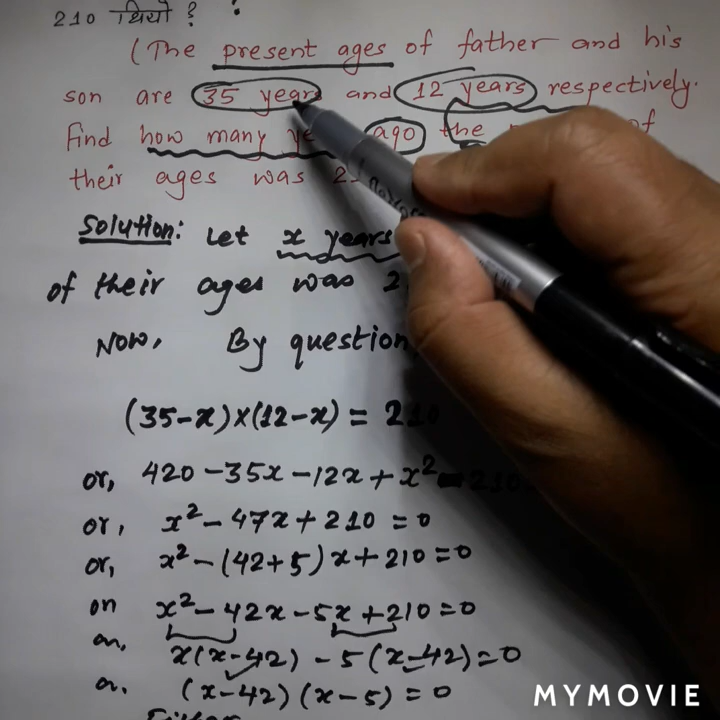 210 थियो ?
(The present ages of father and his
son are 35 years and 12 years respectively.
Find how many ago the of
their ages was
Solution: Let x years
of their ages was
Now, By question,
(35-x)×(12-x) = 210
or, 420 - 35x - 12x + x² = 210
or, x² - 47x + 210 = 0
or, x² - (42+5)x + 210 = 0
or x² - 42x - 5x + 210 = 0
or, x(x-42) - 5(x-42) = 0
or. (x-42)(x-5) = 0
Either
MYMOVIE